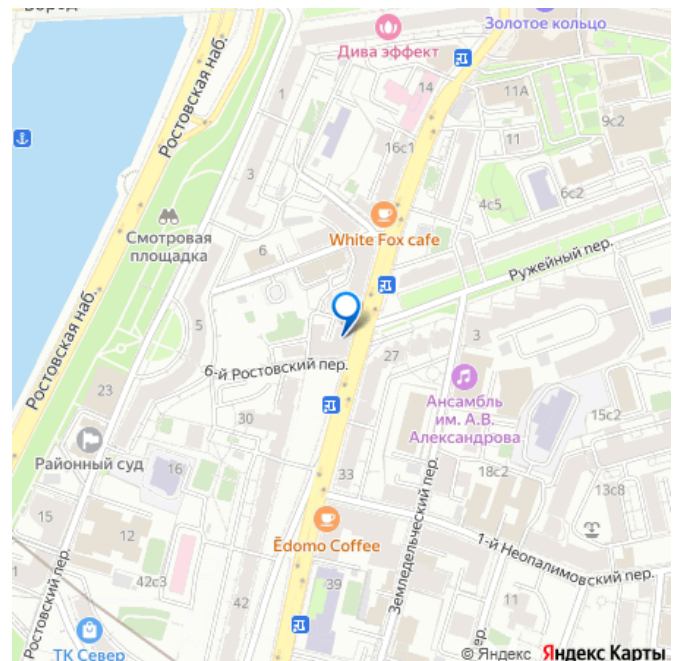 Золотое кольцо
Дива эффект
14
11А
9с2
Ростовская наб.
1
16с1
11
3
6с2
4с5
White Fox cafe
Смотровая
площадка
6
Ружейный пер.
Ростовская наб.
5
3
6-й Ростовский пер.
27
23
Ансамбль
им. А.В.
Александрова
15с2
30
Районный суд
16
33
18с2
13с8
15
12
Ēdomo Coffee
1-й Неопалимовский пер.
Земледельческий пер.
1
42с3
39
Ростовский пер.
42
11
пер.
ТК Север
© Яндекс Яндекс Карты